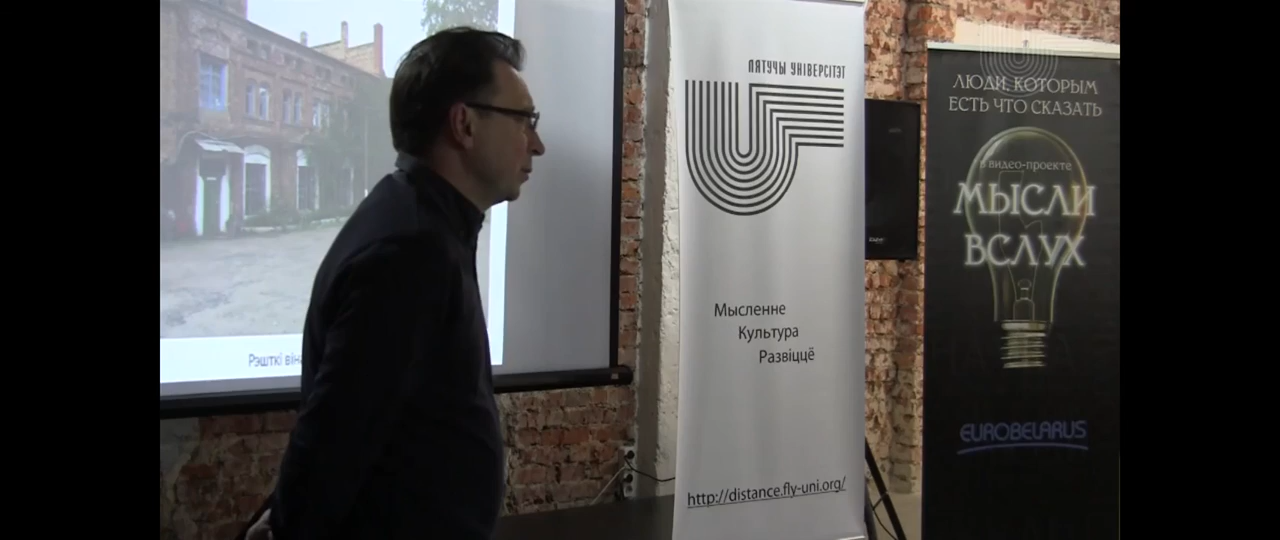 Рэшткі
ЛЯТУЧЫ УНІВЕРСІТЭТ
Мысленне
Культура
Развіццё
http://distance.fly-uni.org/
ЛЮДИ, КОТОРЫМ
ЕСТЬ ЧТО СКАЗАТЬ
в видео-проекте
МЫСЛИ
ВСЛУХ
EUROBELARUS